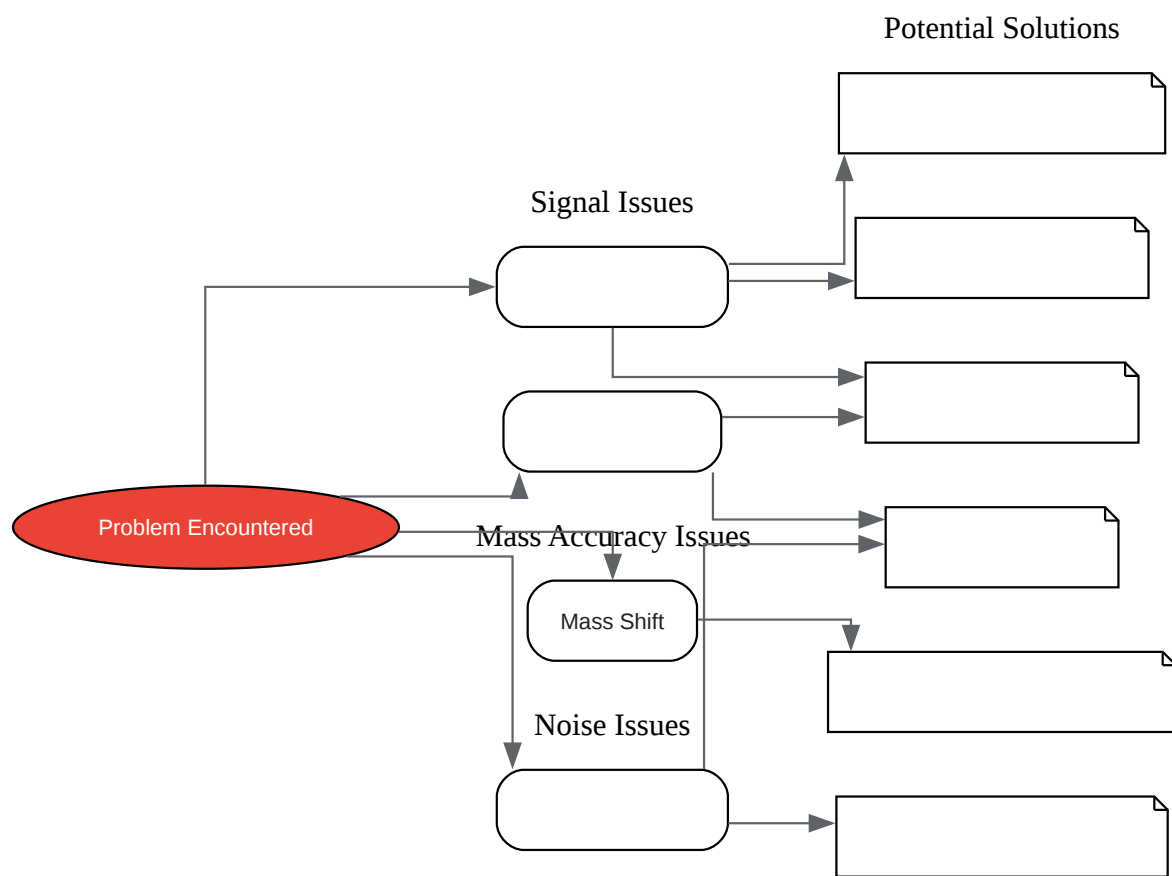 Potential Solutions
Signal Issues
Problem Encountered
Mass Accuracy Issues
Mass Shift
Noise Issues